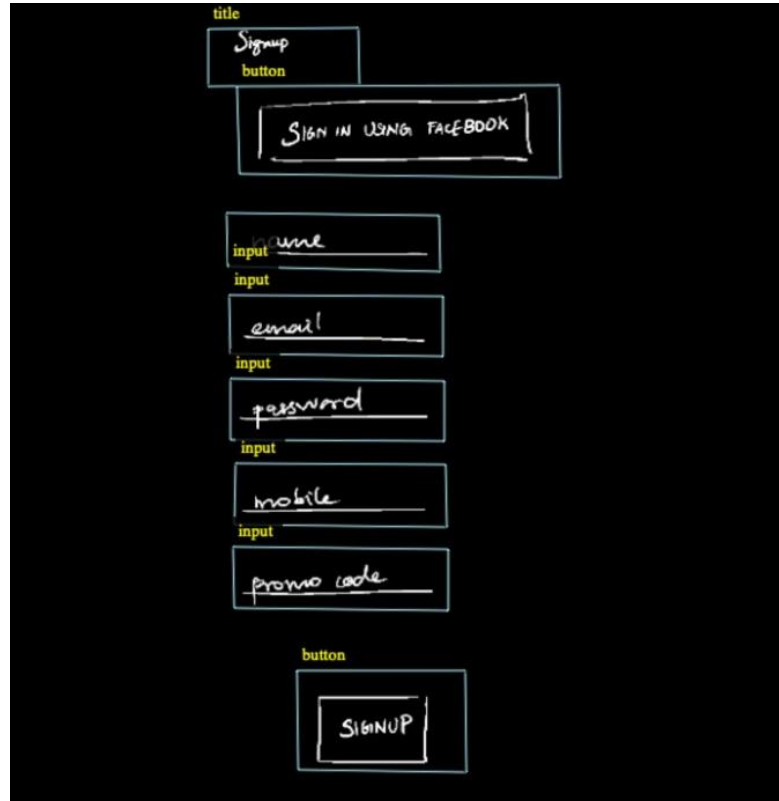 title
Signup
button
SIGN IN USING FACEBOOK
name
input
input
email
input
password
input
mobile
input
promo code
button
SIGNUP